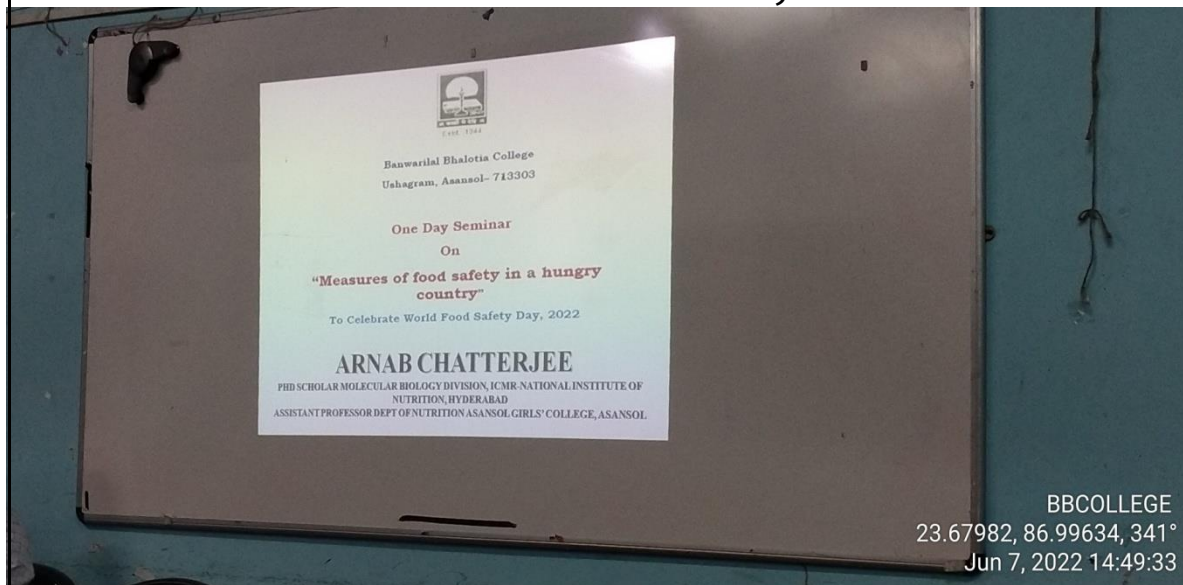 Estd. 1944
Banwarilal Bhalotia College
Ushagram, Asansol– 713303
One Day Seminar
On
“Measures of food safety in a hungry
country”
To Celebrate World Food Safety Day, 2022
ARNAB CHATTERJEE
PHD SCHOLAR MOLECULAR BIOLOGY DIVISION, ICMR-NATIONAL INSTITUTE OF
NUTRITION, HYDERABAD
ASSISTANT PROFESSOR DEPT OF NUTRITION ASANSOL GIRLS’ COLLEGE, ASANSOL
BBCOLLEGE
23.67982, 86.99634, 341°
Jun 7, 2022 14:49:33